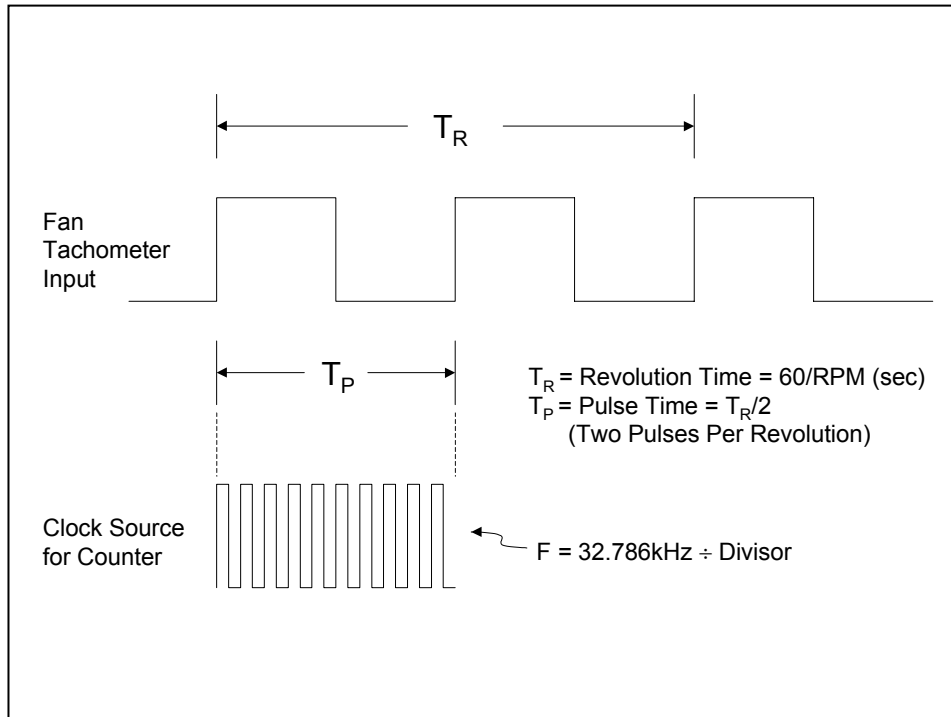 T_R
Fan
Tachometer
Input
T_P
T_R = Revolution Time = 60/RPM (sec)
T_P = Pulse Time = T_R/2
(Two Pulses Per Revolution)
Clock Source
for Counter
F = 32.786kHz ÷ Divisor